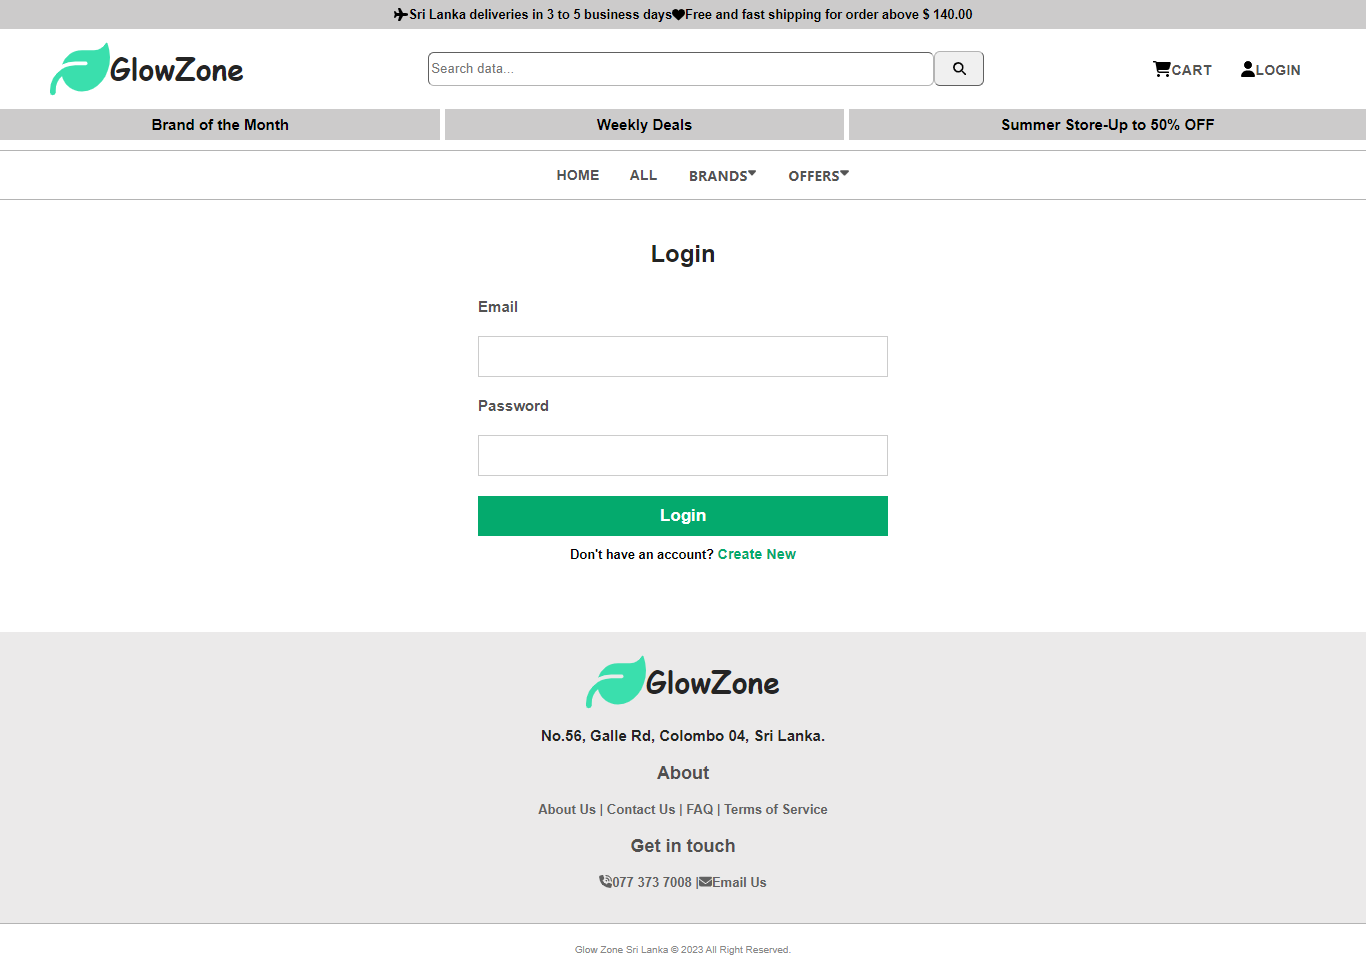 Sri Lanka deliveries in 3 to 5 business days Free and fast shipping for order above $ 140.00
GlowZone
Search data...
CART
LOGIN
Brand of the Month
Weekly Deals
Summer Store-Up to 50% OFF
HOME
ALL
BRANDS
OFFERS
Login
Email
Password
Login
Don't have an account? Create New
GlowZone
No.56, Galle Rd, Colombo 04, Sri Lanka.
About
About Us | Contact Us | FAQ | Terms of Service
Get in touch
077 373 7008 | Email Us
Glow Zone Sri Lanka © 2023 All Right Reserved.